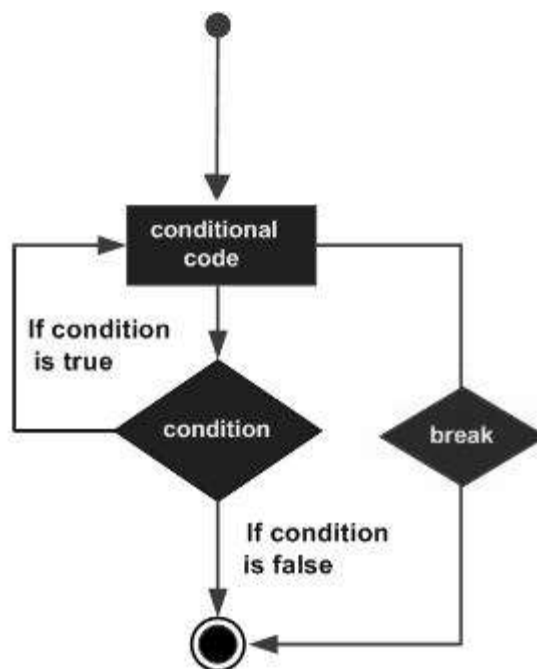 conditional
code
If condition
is true
condition
break
If condition
is false